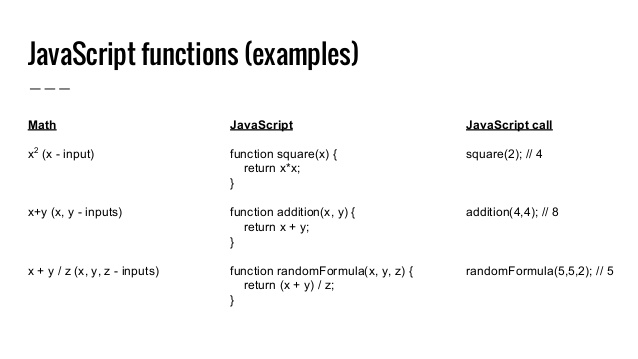 JavaScript functions (examples)
Math
JavaScript
JavaScript call
x² (x - input)
function square(x) {
return x*x;
}
square(2); // 4
x+y (x, y - inputs)
function addition(x, y) {
return x + y;
}
addition(4,4); // 8
x + y / z (x, y, z - inputs)
function randomFormula(x, y, z) {
return (x + y) / z;
}
randomFormula(5,5,2); // 5